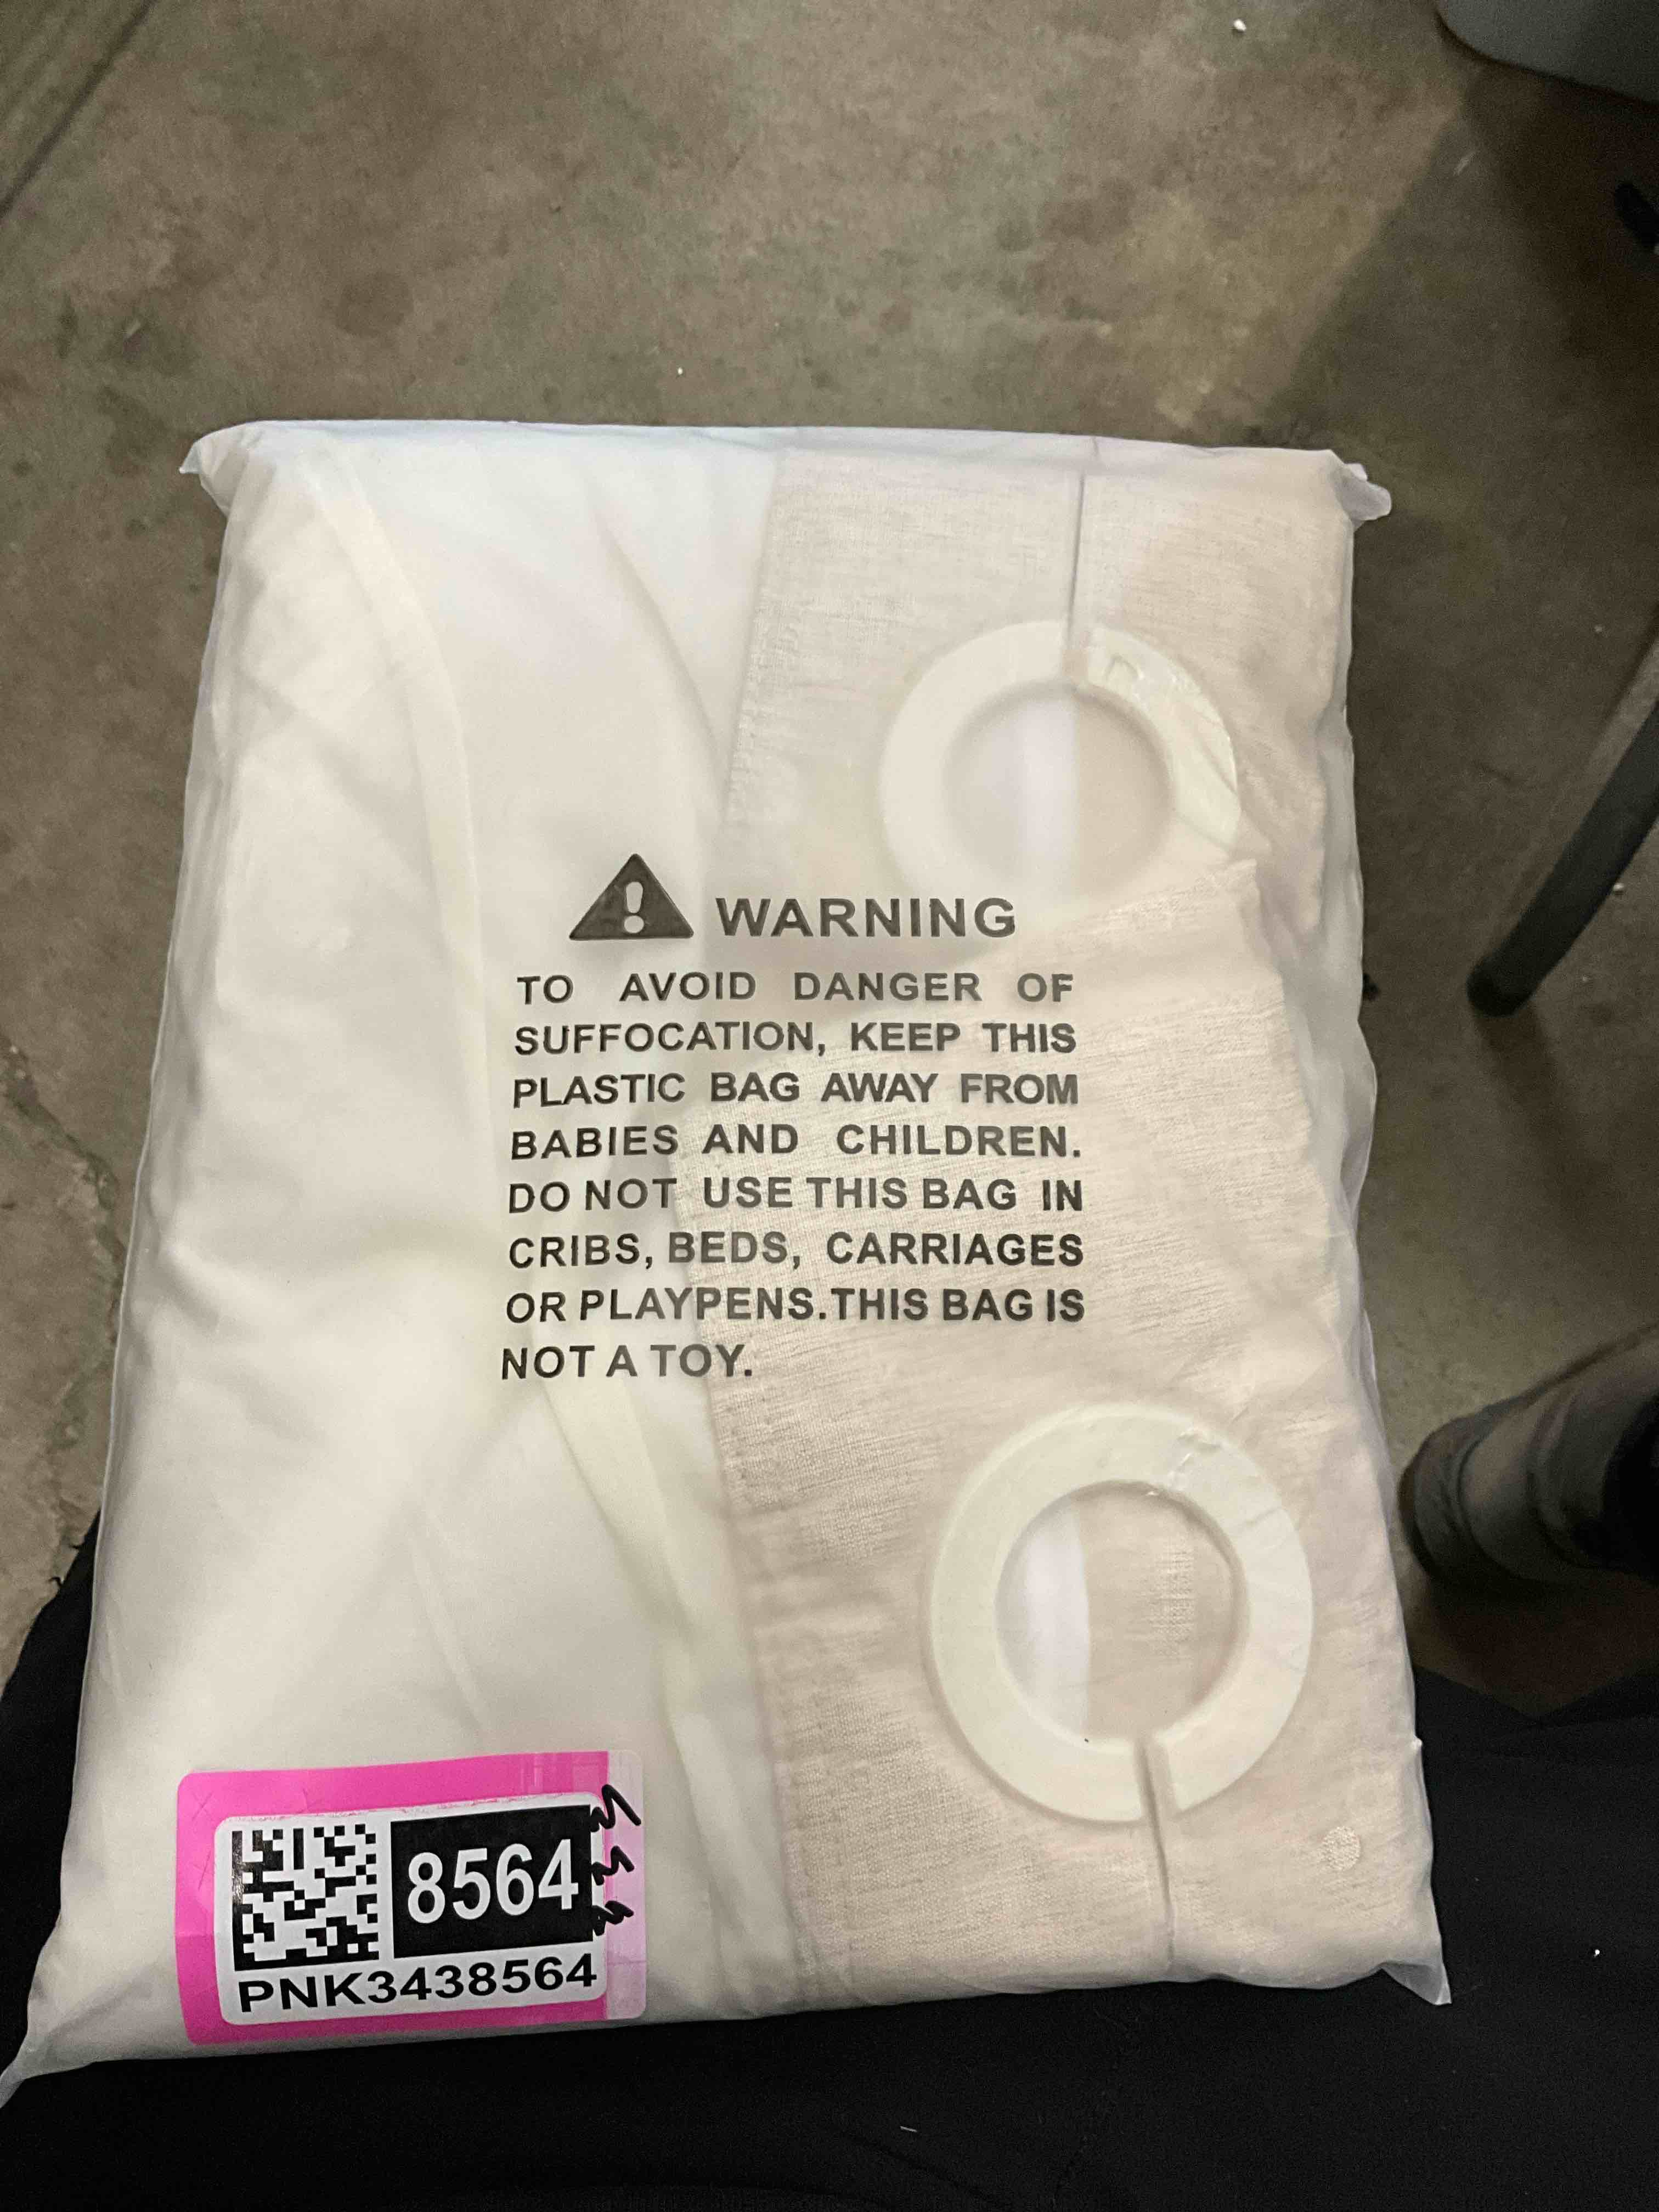 WARNING
TO AVOID DANGER OF
SUFFOCATION, KEEP THIS
PLASTIC BAG AWAY FROM
BABIES AND CHILDREN.
DO NOT USE THIS BAG IN
CRIBS, BEDS, CARRIAGES
OR PLAYPENS.THIS BAG IS
NOT A TOY.
8564
PNK3438564